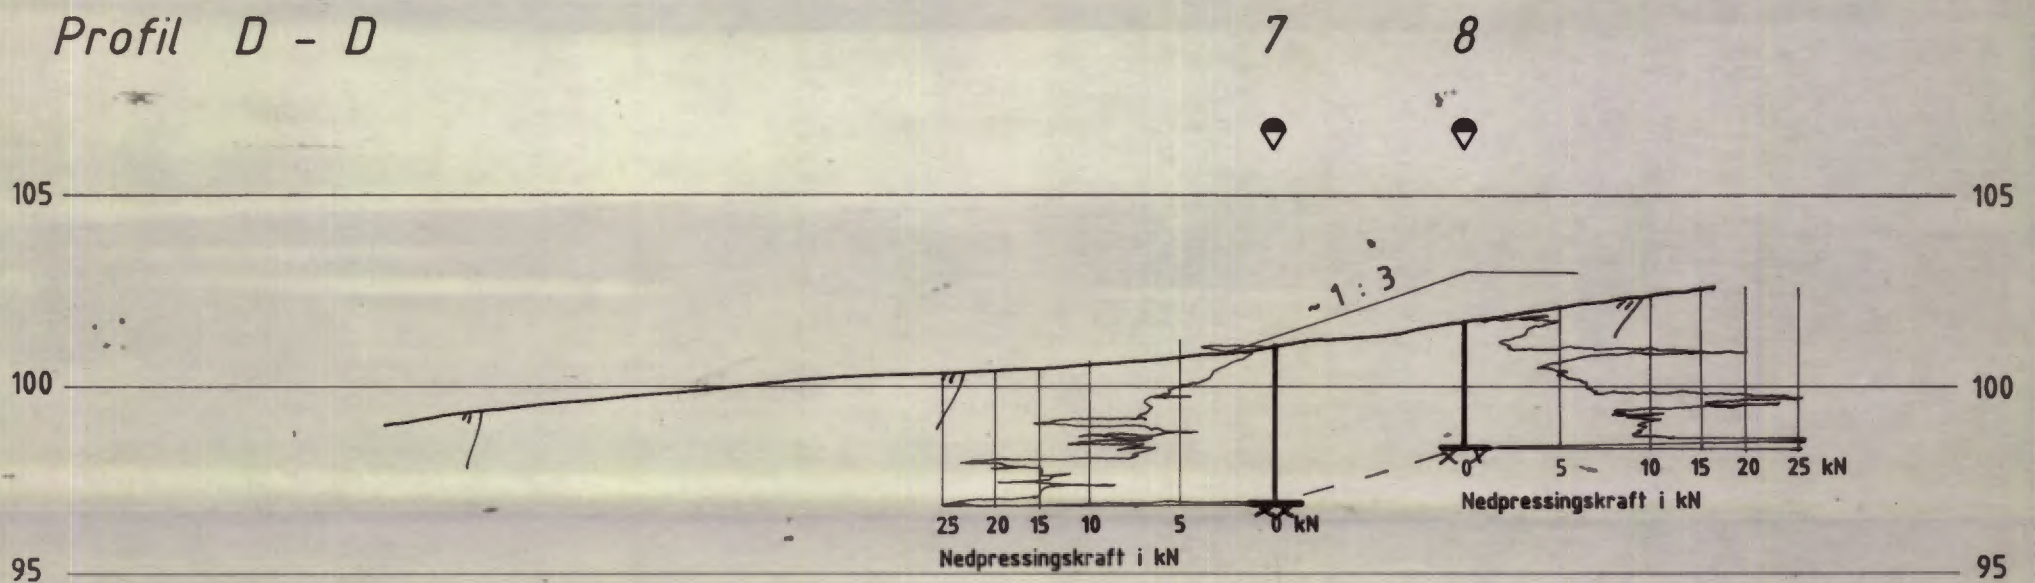 Profil D - D
7 8
105 105
~ 1 : 3
100 100
0 5 10 15 20 25 kN
Nedpressingskraft i kN
25 20 15 10 5 0 kN
Nedpressingskraft i kN
95 95